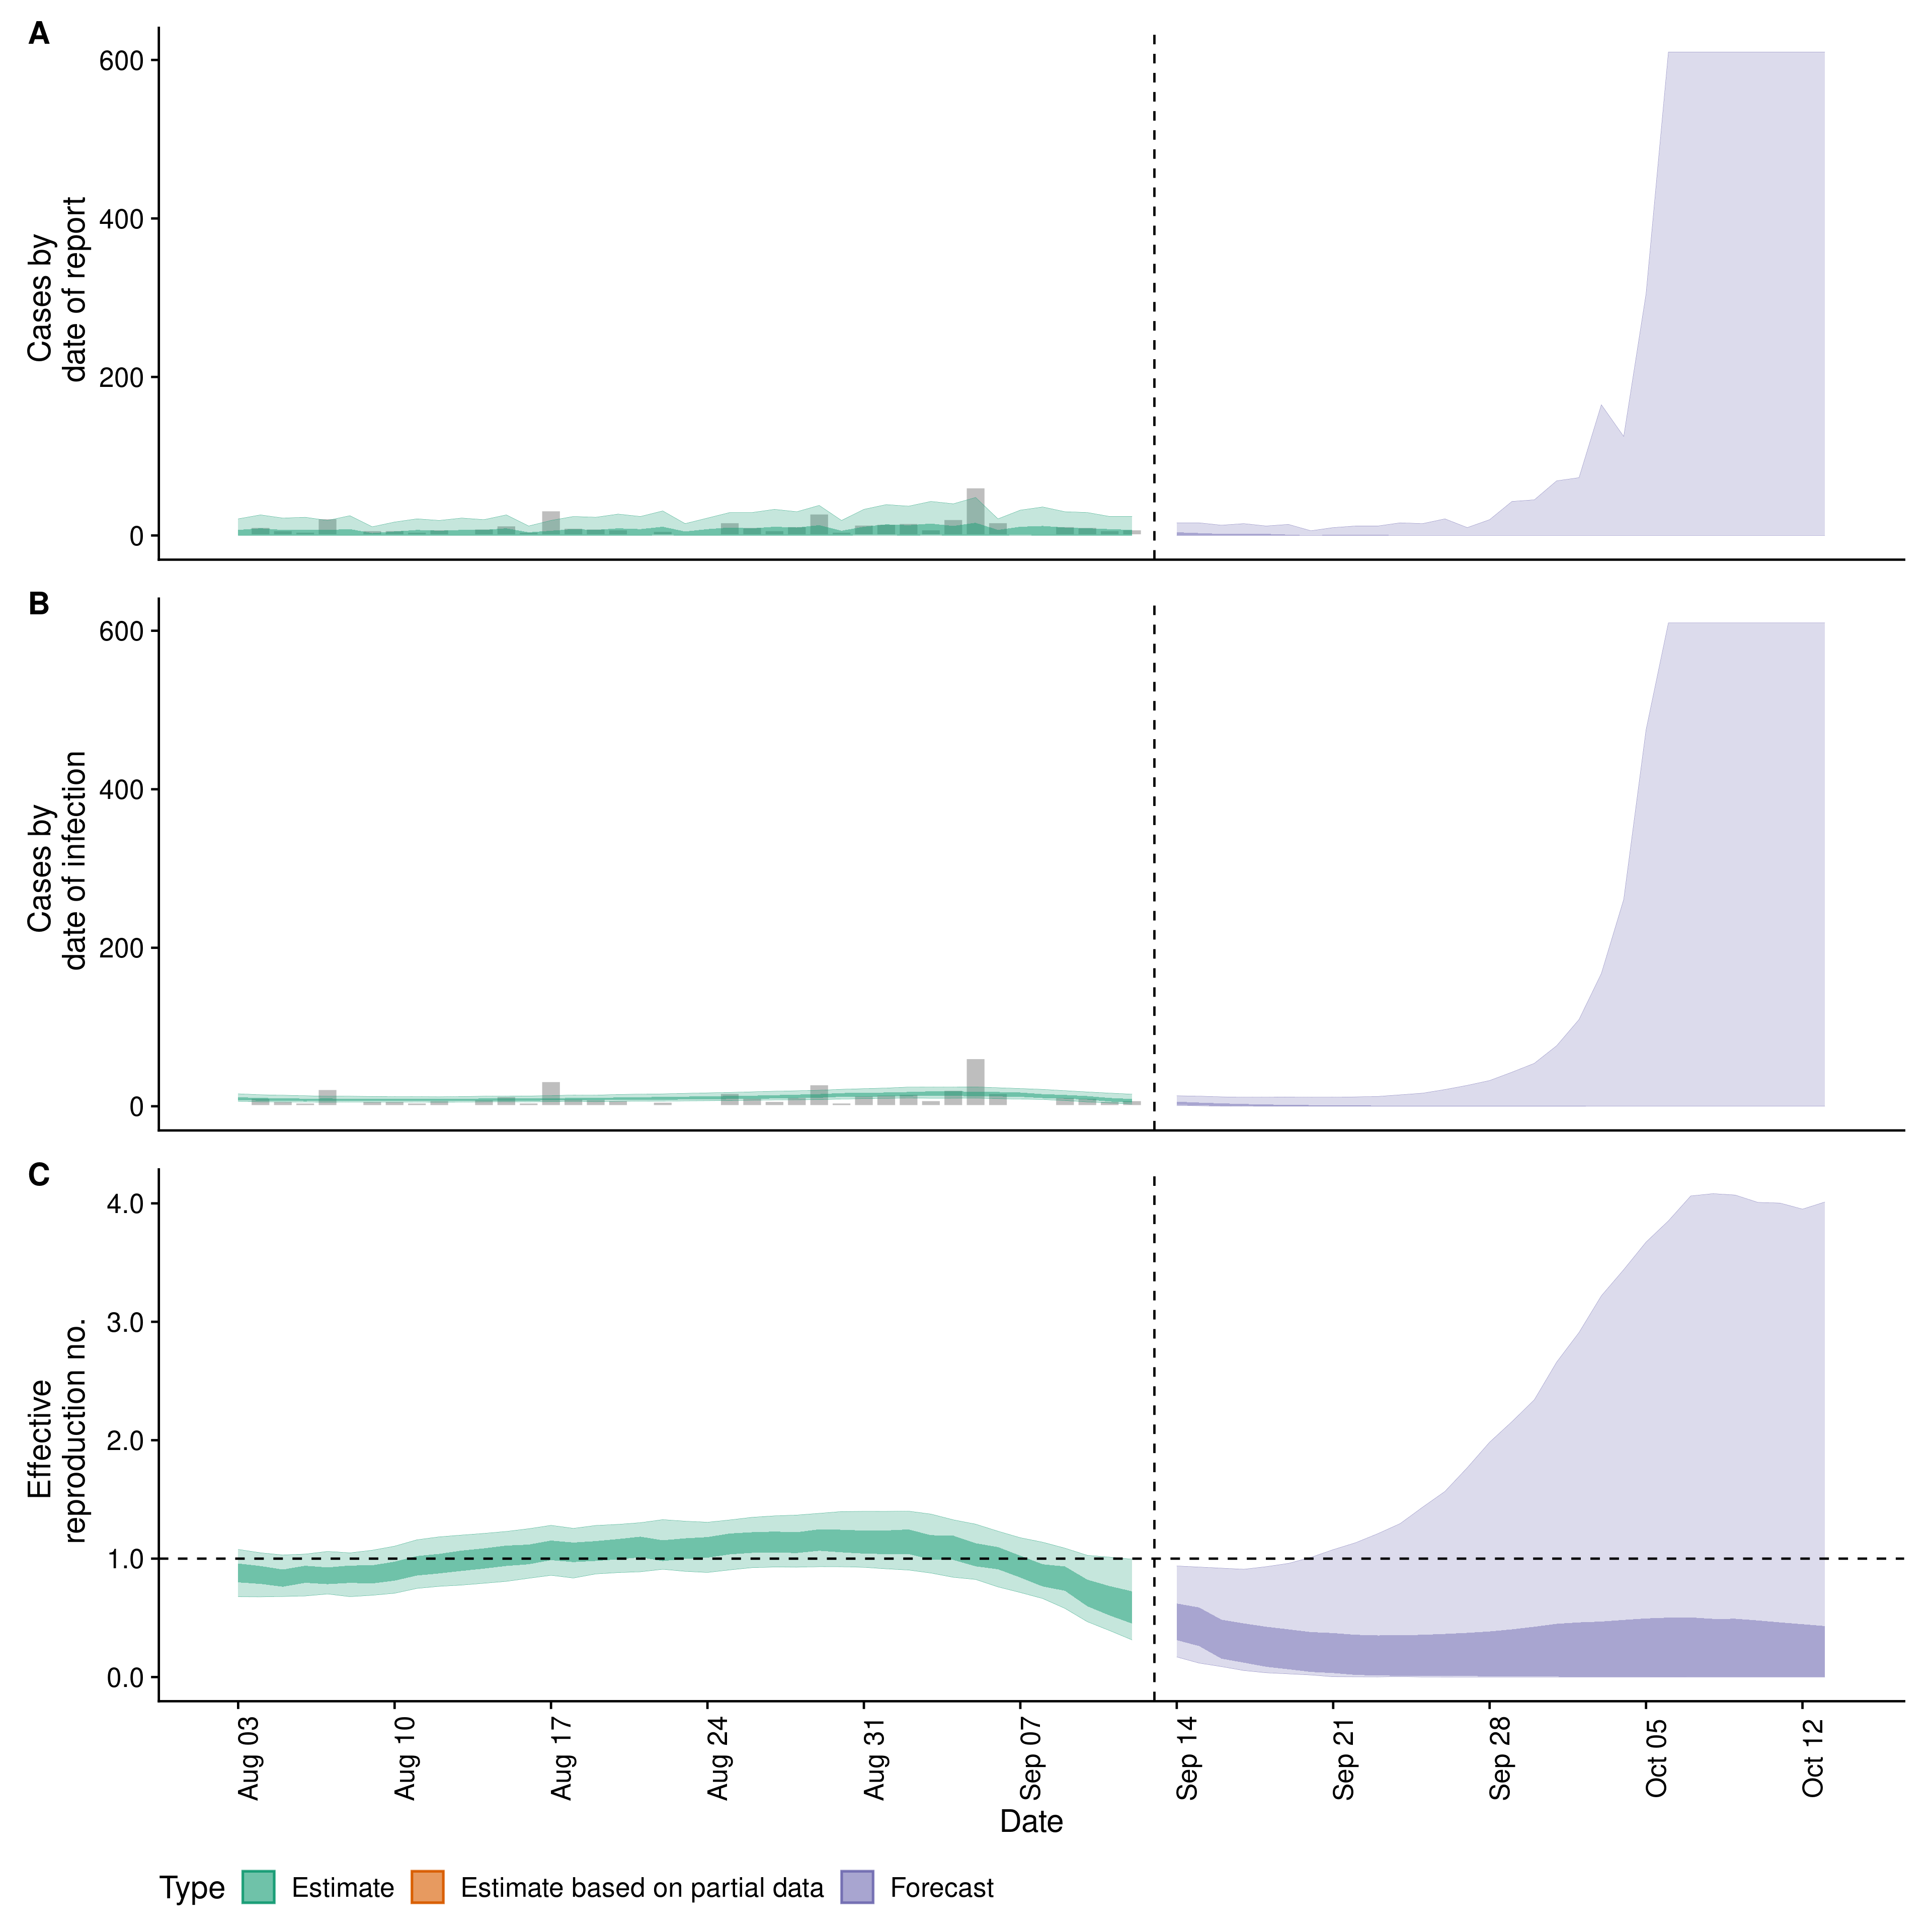 A
600
400
200
0
Cases by
date of report
B
600
400
200
0
Cases by
date of infection
C
4.0
3.0
2.0
1.0
0.0
Effective
reproduction no.
Aug 03
Aug 10
Aug 17
Aug 24
Aug 31
Sep 07
Sep 14
Sep 21
Sep 28
Oct 05
Oct 12
Date
Type Estimate Estimate based on partial data Forecast